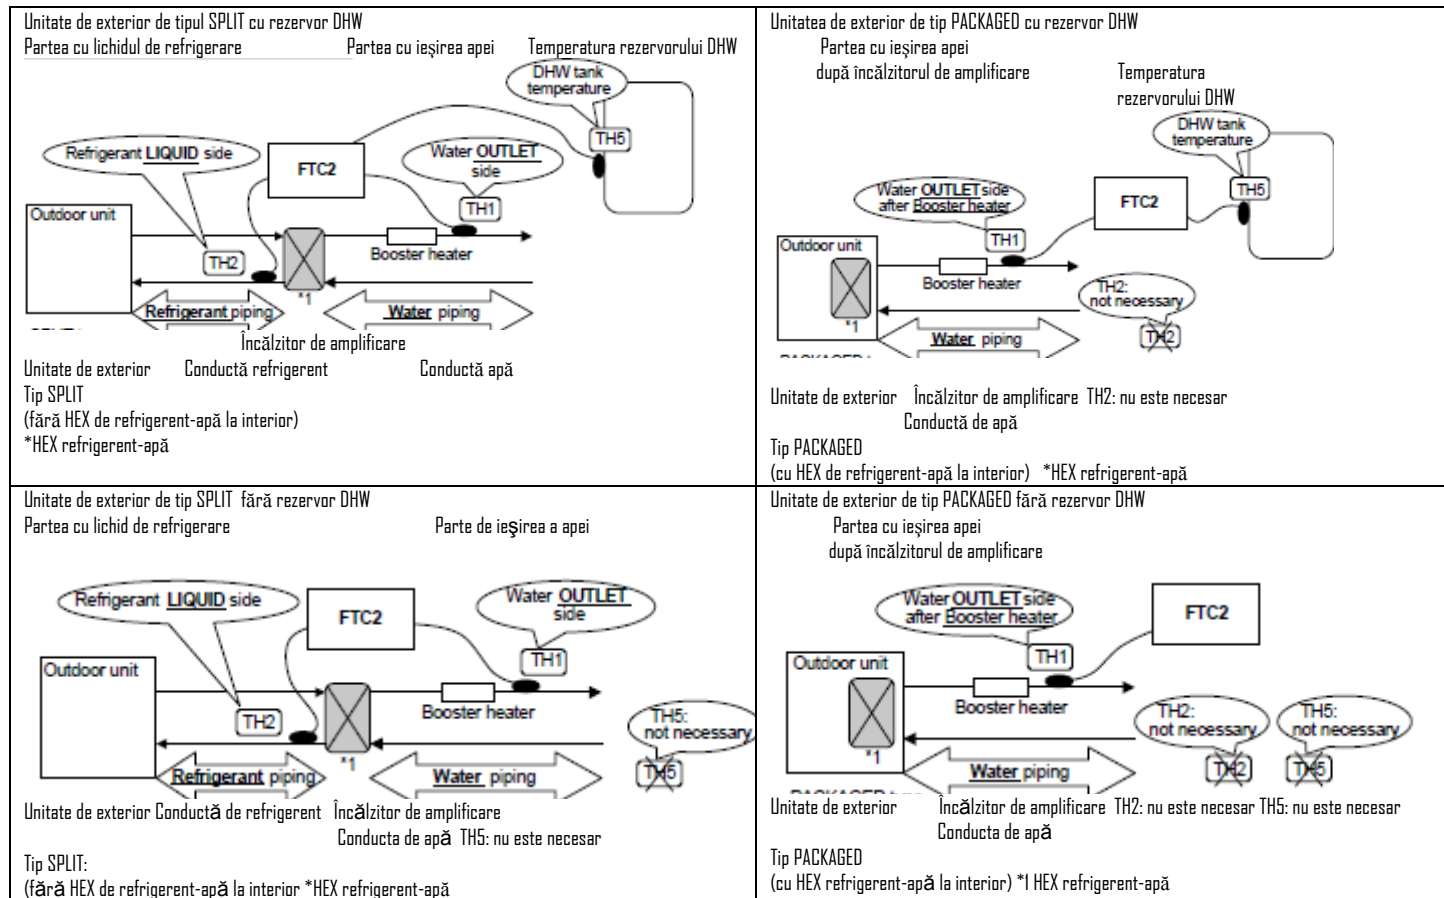 Unitate de exterior de tipul SPLIT cu rezervor DHW
Partea cu lichidul de refrigerare Partea cu ieşirea apei Temperatura rezervorului DHW
DHW tank
temperature
TH5
Refrigerant LIQUID side
FTC2
Water OUTLET
side
TH1
Outdoor unit
TH2
Booster heater
*1
Refrigerant piping
Water piping
Încălzitor de amplificare
Unitate de exterior Conductă refrigerent Conductă apă
Tip SPLIT
(fără HEX de refrigerent-apă la interior)
*HEX refrigerent-apă
Unitatea de exterior de tip PACKAGED cu rezervor DHW
Partea cu ieşirea apei
după încălzitorul de amplificare Temperatura
rezervorului DHW
DHW tank
temperature
TH5
Water OUTLET side
after Booster heater
FTC2
TH1
Outdoor unit
Booster heater
TH2:
not necessary
TH2
*1
Water piping
Unitate de exterior Încălzitor de amplificare TH2: nu este necesar
Conductă de apă
Tip PACKAGED
(cu HEX de refrigerent-apă la interior) *HEX refrigerent-apă
Unitate de exterior de tip SPLIT fără rezervor DHW
Partea cu lichid de refrigerare Parte de ieşirea a apei
Refrigerant LIQUID side
FTC2
Water OUTLET
side
TH1
Outdoor unit
TH2
Booster heater
TH5:
not necessary
TH5
*1
Refrigerant piping
Water piping
Unitate de exterior Conductă de refrigerent Încălzitor de amplificare
Conducta de apă TH5: nu este necesar
Tip SPLIT:
(fără HEX de refrigerent-apă la interior *HEX refrigerent-apă
Unitate de exterior de tip PACKAGED fără rezervor DHW
Partea cu ieşirea apei
după încălzitorul de amplificare
Water OUTLET side
after Booster heater
FTC2
TH1
Outdoor unit
Booster heater
TH2:
not necessary
TH2
TH5:
not necessary
TH5
*1
Water piping
Unitate de exterior Încălzitor de amplificare TH2: nu este necesar TH5: nu este necesar
Conducta de apă
Tip PACKAGED
(cu HEX refrigerent-apă la interior) *1 HEX refrigerent-apă